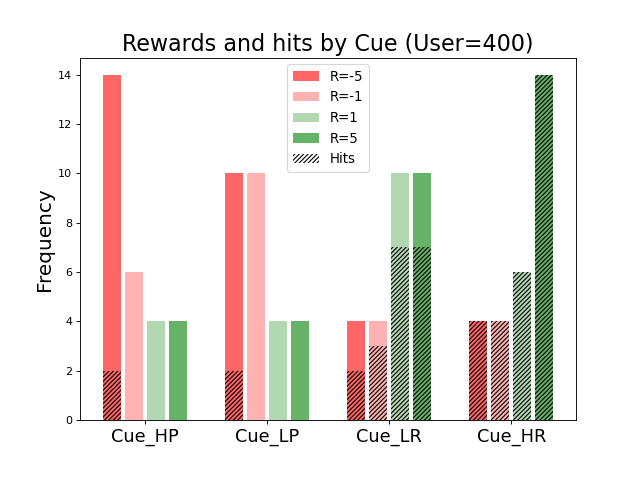 Rewards and hits by Cue (User=400)
R=-5
R=-1
R=1
R=5
Hits
Frequency
14
12
10
8
6
4
2
0
Cue_HP
Cue_LP
Cue_LR
Cue_HR